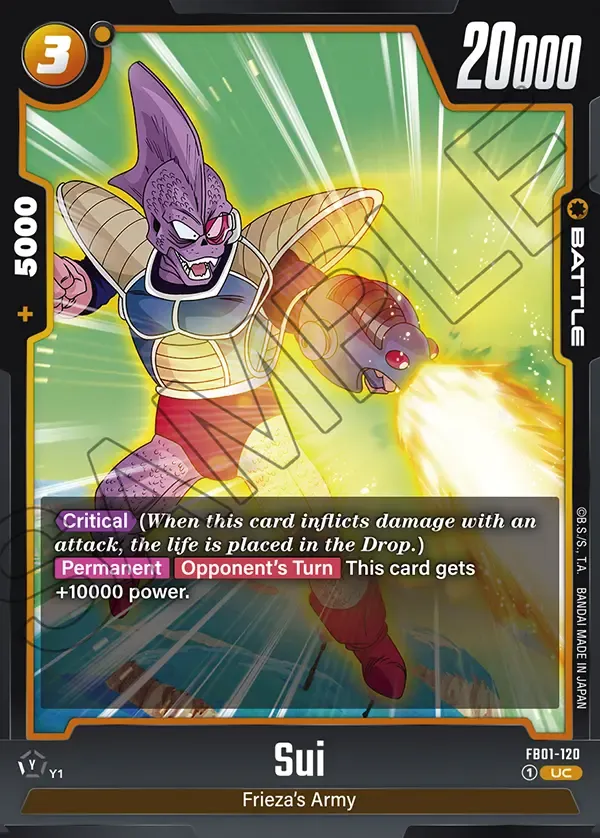 3
20000
+ 5000
BATTLE
SAMPLE
Critical (When this card inflicts damage with an
attack, the life is placed in the Drop.)
Permanent Opponent's Turn This card gets
+10000 power.
©B.S./S., T.A. BANDAI MADE IN JAPAN
Sui
FB01-120
Y Y1
1 UC
Frieza's Army